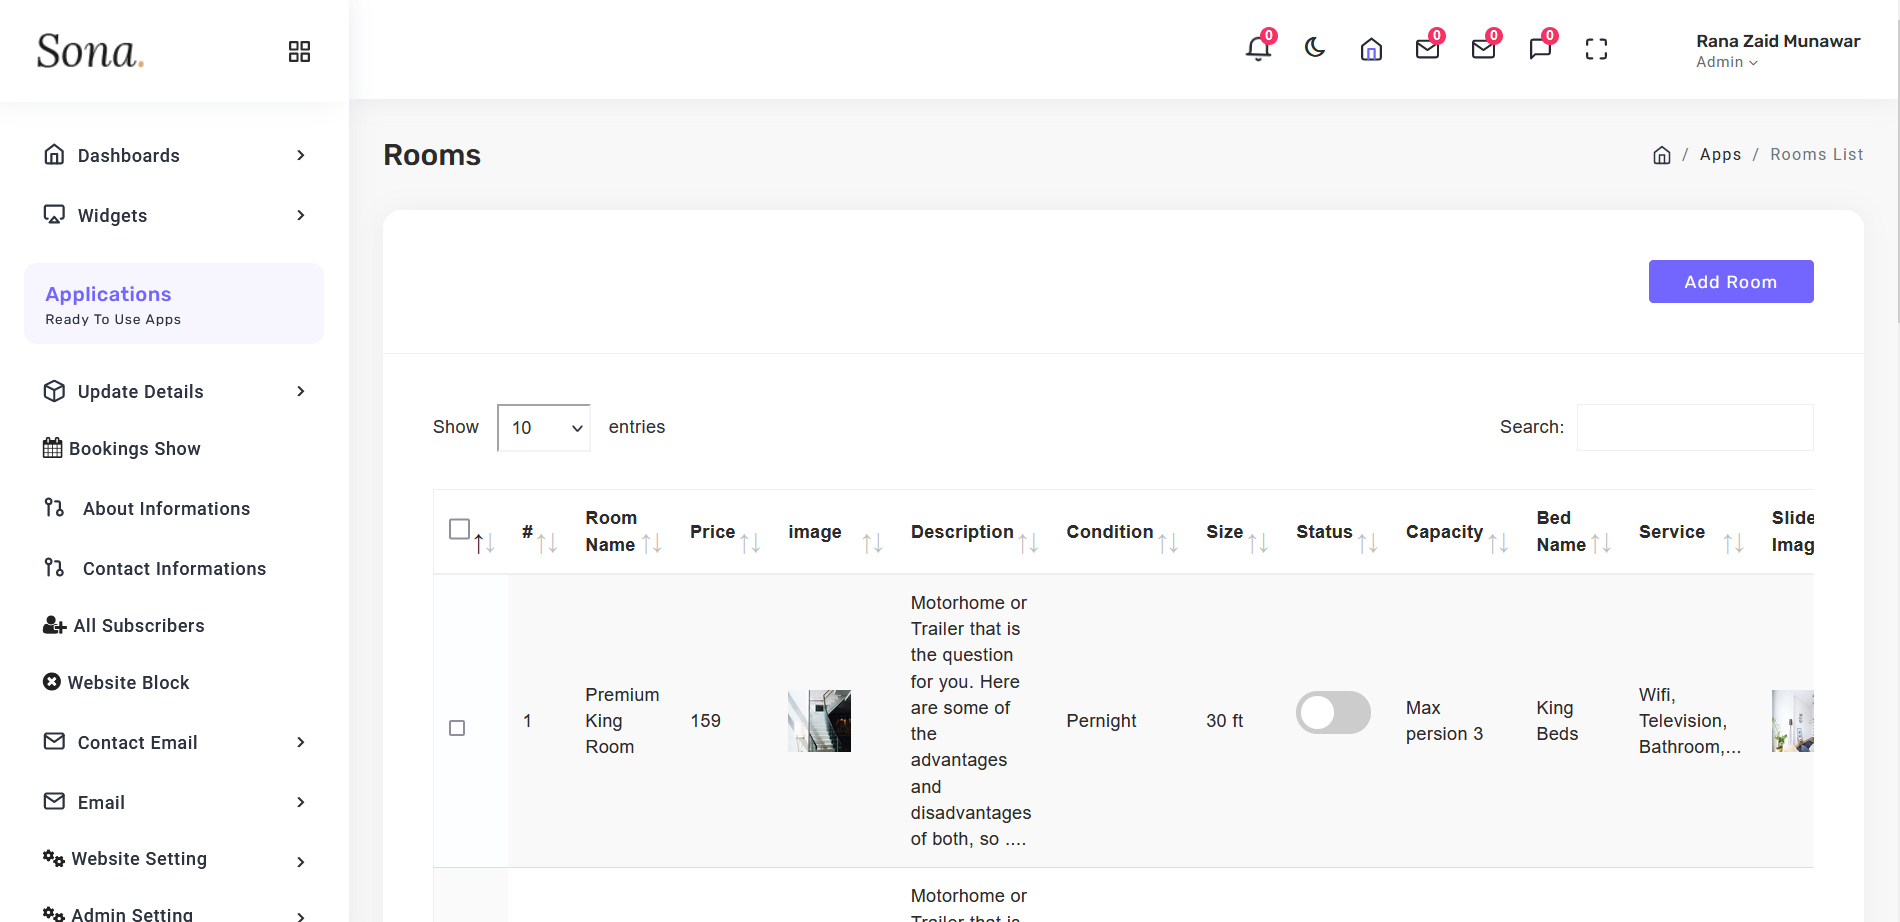 Sona.
0
0
0
0
Rana Zaid Munawar
Admin
Dashboards
Widgets
Applications
Ready To Use Apps
Update Details
Bookings Show
About Informations
Contact Informations
All Subscribers
Website Block
Contact Email
Email
Website Setting
Admin Setting
Rooms
/ Apps / Rooms List
Add Room
Show 10 entries
Search:
# Room Name Price image Description Condition Size Status Capacity Bed Name Service Slide Imag
1
Premium
King
Room
159
Motorhome or
Trailer that is
the question
for you. Here
are some of
the
advantages
and
disadvantages
of both, so ....
Pernight
30 ft
Max
persion 3
King
Beds
Wifi,
Television,
Bathroom,...
Motorhome or
Trailer that is